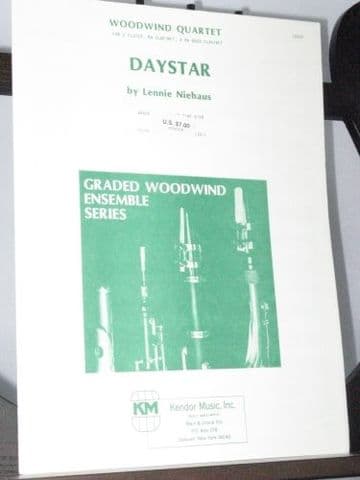 WOODWIND QUARTET
DAYSTAR
by Lennie Niehaus
U.S. $7.00
GRADED WOODWIND
ENSEMBLE
SERIES
KM
Kendor Music, Inc.